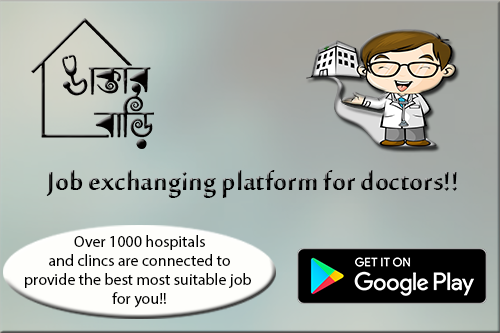 ডাক্তার
বাড়ি
Job exchanging platform for doctors!!
Over 1000 hospitals
and clincs are connected to
provide the best most suitable job
for you!!
GET IT ON
Google Play